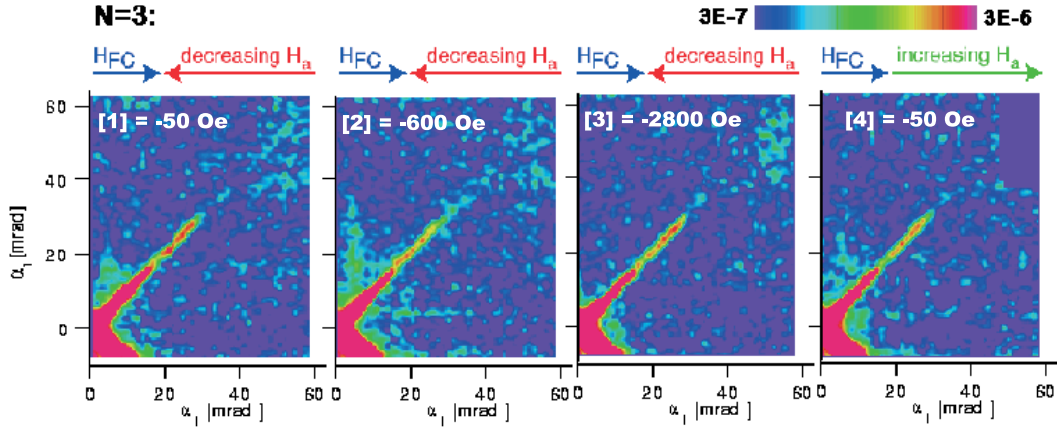 N=3:
3E-7 3E-6
HFC decreasing Ha HFC decreasing Ha HFC decreasing Ha HFC increasing Ha
[1] = -50 Oe [2] = -600 Oe [3] = -2800 Oe [4] = -50 Oe
60
40
20
0
αI [mrad]
0 20 40 60 0 20 40 60 0 20 40 60 0 20 40 60
αI [mrad ] αI [mrad ] αI [mrad ] αI [mrad ]